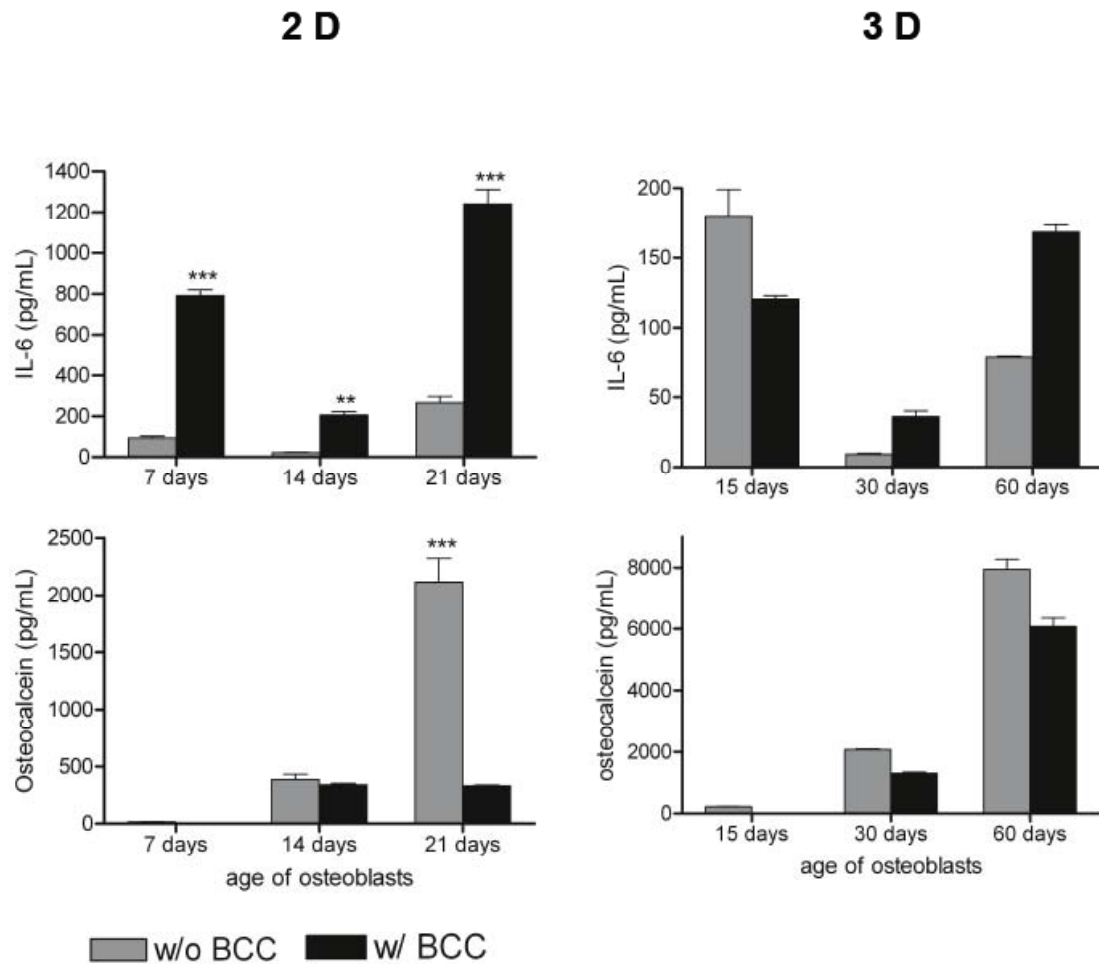 2 D
3 D
IL-6 (pg/mL)
1400
1200
1000
800
600
400
200
0
***
**
***
7 days 14 days 21 days
IL-6 (pg/mL)
200
150
100
50
0
15 days 30 days 60 days
Osteocalcein (pg/mL)
2500
2000
1500
1000
500
0
***
7 days 14 days 21 days
age of osteoblasts
osteocalcein (pg/mL)
8000
6000
4000
2000
0
15 days 30 days 60 days
age of osteoblasts
w/o BCC w/ BCC